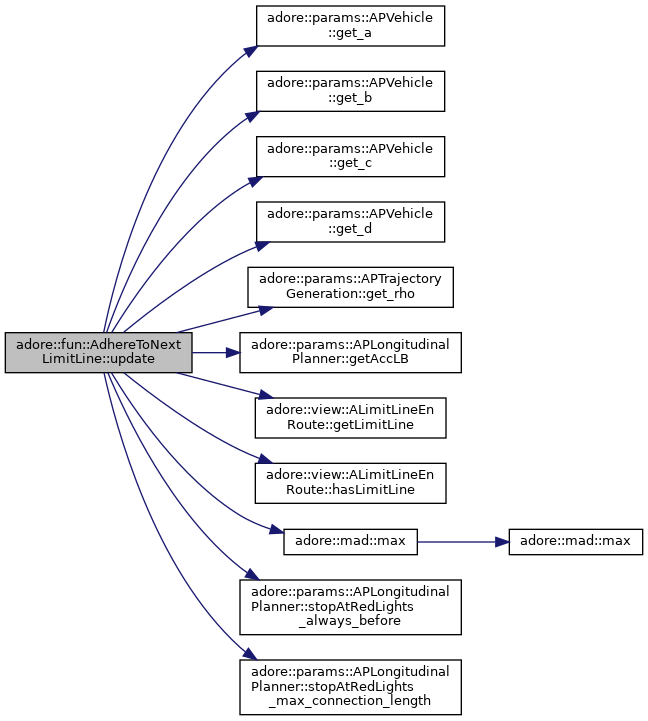 adore::params::APVehicle
::get_a
adore::params::APVehicle
::get_b
adore::params::APVehicle
::get_c
adore::params::APVehicle
::get_d
adore::params::APTrajectory
Generation::get_rho
adore::fun::AdhereToNext
LimitLine::update
adore::params::APLongitudinal
Planner::getAccLB
adore::view::ALimitLineEn
Route::getLimitLine
adore::view::ALimitLineEn
Route::hasLimitLine
adore::mad::max
adore::mad::max
adore::params::APLongitudinal
Planner::stopAtRedLights
_always_before
adore::params::APLongitudinal
Planner::stopAtRedLights
_max_connection_length